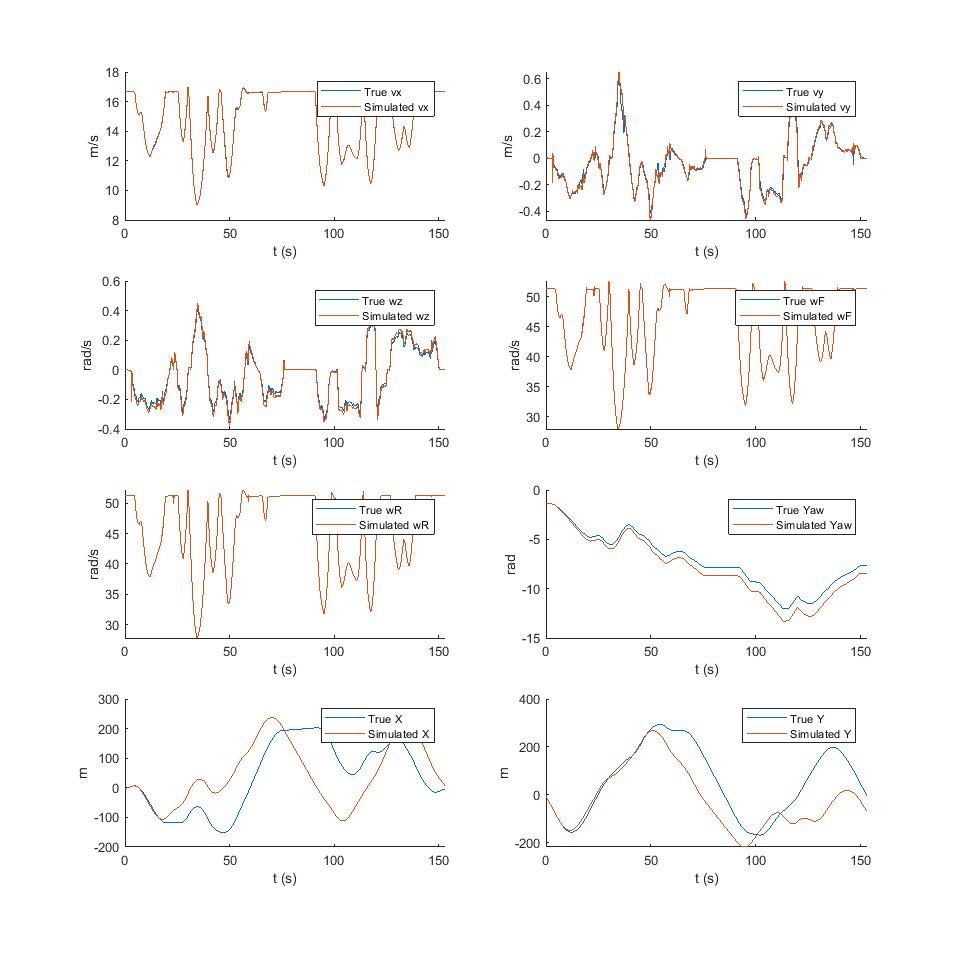 18
16
14
12
10
8
m/s
0
50
100
150
t (s)
True vx
Simulated vx
0.6
0.4
0.2
0
-0.2
-0.4
m/s
0
50
100
150
t (s)
True vy
Simulated vy
0.6
0.4
0.2
0
-0.2
-0.4
rad/s
0
50
100
150
t (s)
True wz
Simulated wz
50
45
40
35
30
rad/s
0
50
100
150
t (s)
True wF
Simulated wF
50
45
40
35
30
rad/s
0
50
100
150
t (s)
True wR
Simulated wR
0
-5
-10
-15
rad
0
50
100
150
t (s)
True Yaw
Simulated Yaw
300
200
100
0
-100
-200
m
0
50
100
150
t (s)
True X
Simulated X
400
200
0
-200
m
0
50
100
150
t (s)
True Y
Simulated Y